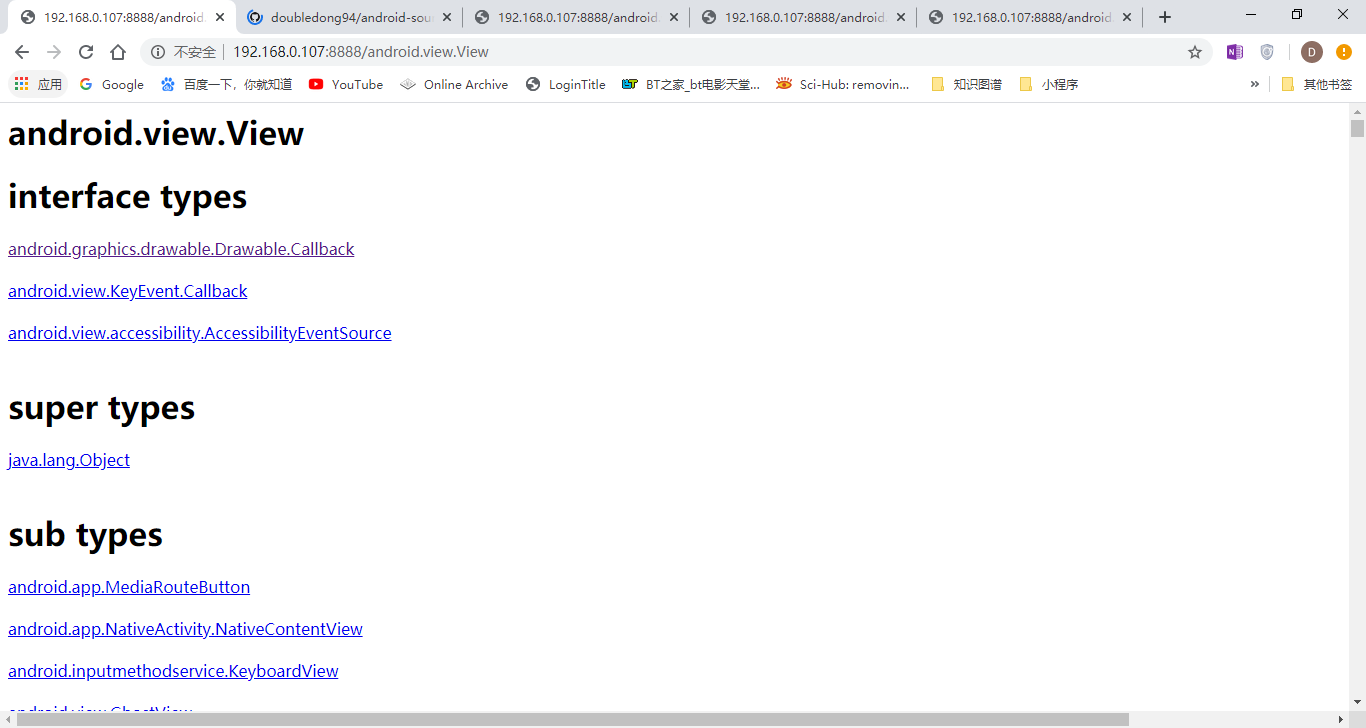 192.168.0.107:8888/android.
doubledong94/android-sou
192.168.0.107:8888/android.
192.168.0.107:8888/android.
192.168.0.107:8888/android.
不安全 192.168.0.107:8888/android.view.View
D
应用 Google 百度一下，你就知道 YouTube Online Archive LoginTitle BT之家_bt电影天堂... Sci-Hub: removin... 知识图谱 小程序 » 其他书签
android.view.View
interface types
android.graphics.drawable.Drawable.Callback
android.view.KeyEvent.Callback
android.view.accessibility.AccessibilityEventSource
super types
java.lang.Object
sub types
android.app.MediaRouteButton
android.app.NativeActivity.NativeContentView
android.inputmethodservice.KeyboardView
android.view.GhostView